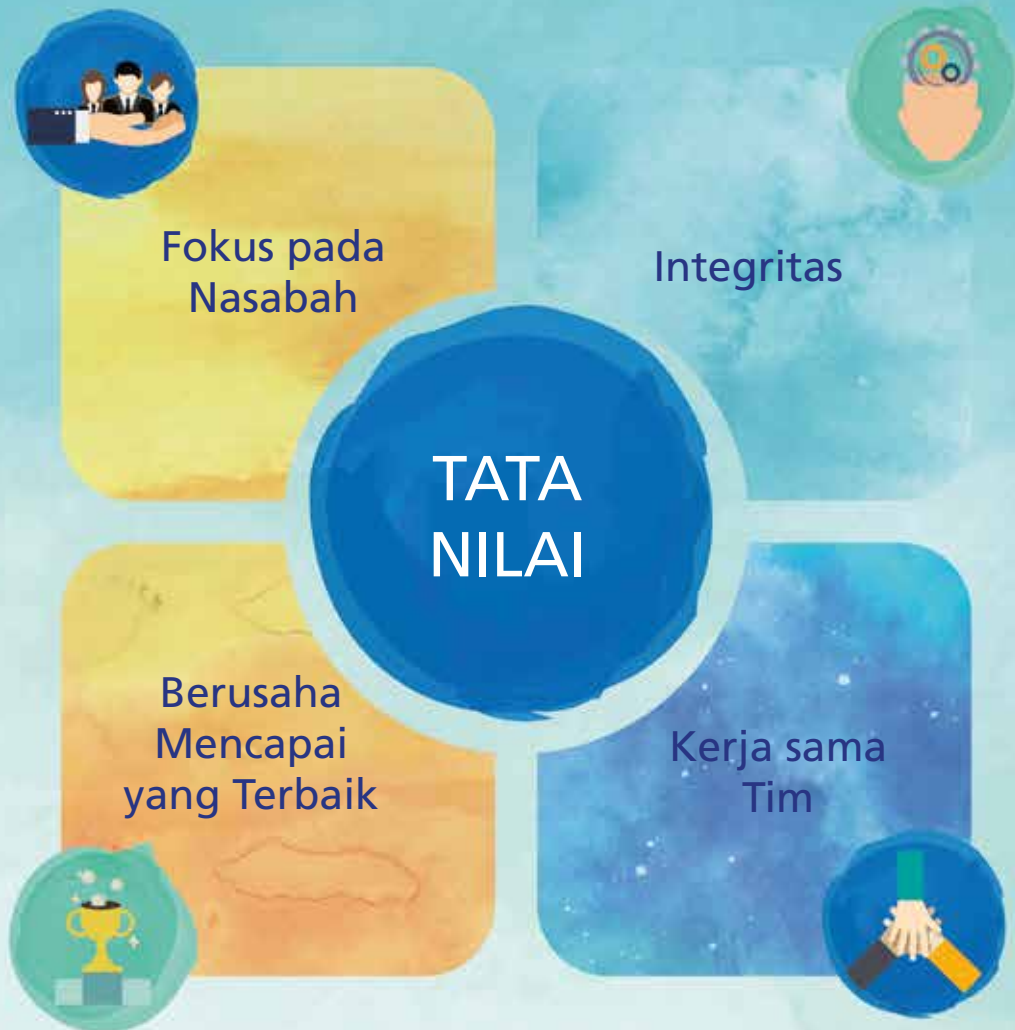 Fokus pada
Nasabah
Integritas
TATA
NILAI
Berusaha
Mencapai
yang Terbaik
Kerja sama
Tim